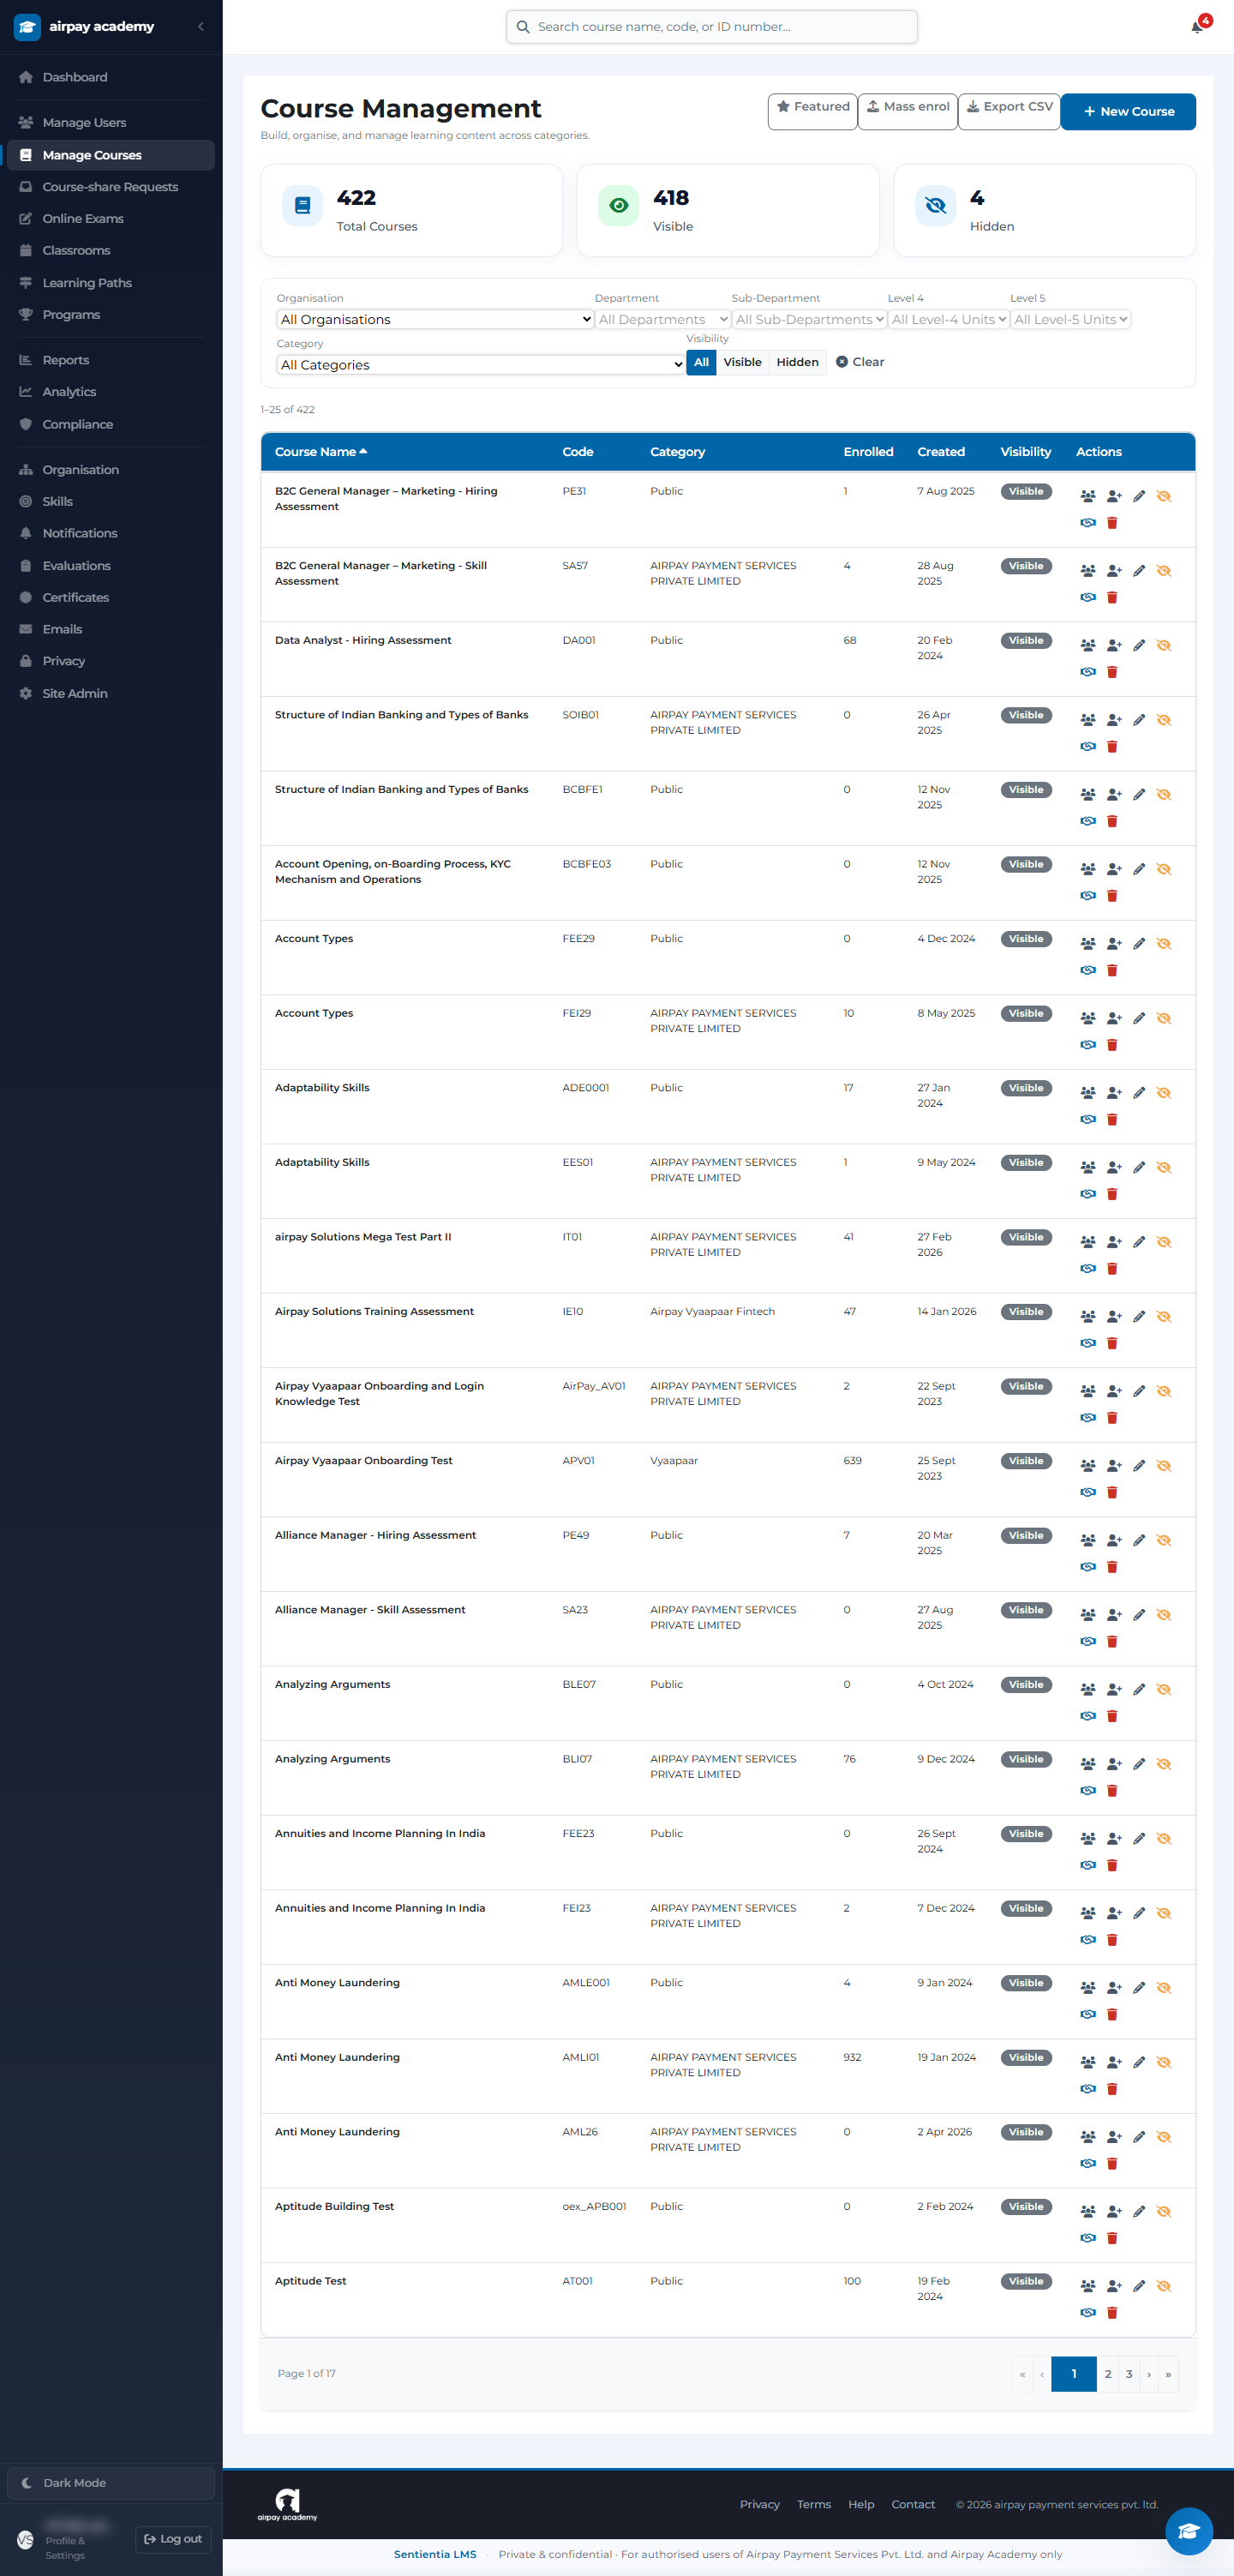 airpay academy
Search course name, code, or ID number...
4
Dashboard
Manage Users
Manage Courses
Course-share Requests
Online Exams
Classrooms
Learning Paths
Programs
Reports
Analytics
Compliance
Organisation
Skills
Notifications
Evaluations
Certificates
Emails
Privacy
Site Admin
Dark Mode
VS
Profile &
Settings
Log out
Course Management
Build, organise, and manage learning content across categories.
Featured
Mass enrol
Export CSV
+ New Course
422
Total Courses
418
Visible
4
Hidden
Organisation
Department
Sub-Department
Level 4
Level 5
All Organisations
All Departments
All Sub-Departments
All Level-4 Units
All Level-5 Units
Category
Visibility
All Categories
All
Visible
Hidden
Clear
1–25 of 422
Course Name Code Category Enrolled Created Visibility Actions
B2C General Manager – Marketing - Hiring PE31 Public 1 7 Aug 2025 Visible
Assessment
B2C General Manager – Marketing - Skill SA57 AIRPAY PAYMENT SERVICES 4 28 Aug Visible
Assessment PRIVATE LIMITED 2025
Data Analyst - Hiring Assessment DA001 Public 68 20 Feb Visible
2024
Structure of Indian Banking and Types of Banks SOIB01 AIRPAY PAYMENT SERVICES 0 26 Apr Visible
PRIVATE LIMITED 2025
Structure of Indian Banking and Types of Banks BCBFE1 Public 0 12 Nov Visible
2025
Account Opening, on-Boarding Process, KYC BCBFE03 Public 0 12 Nov Visible
Mechanism and Operations 2025
Account Types FEE29 Public 0 4 Dec 2024 Visible
Account Types FEI29 AIRPAY PAYMENT SERVICES 10 8 May 2025 Visible
PRIVATE LIMITED
Adaptability Skills ADE0001 Public 17 27 Jan Visible
2024
Adaptability Skills EES01 AIRPAY PAYMENT SERVICES 1 9 May 2024 Visible
PRIVATE LIMITED
airpay Solutions Mega Test Part II IT01 AIRPAY PAYMENT SERVICES 41 27 Feb Visible
PRIVATE LIMITED 2026
Airpay Solutions Training Assessment IE10 Airpay Vyaapaar Fintech 47 14 Jan 2026 Visible
Airpay Vyaapaar Onboarding and Login AirPay_AV01 AIRPAY PAYMENT SERVICES 2 22 Sept Visible
Knowledge Test PRIVATE LIMITED 2023
Airpay Vyaapaar Onboarding Test APV01 Vyaapaar 639 25 Sept Visible
2023
Alliance Manager - Hiring Assessment PE49 Public 7 20 Mar Visible
2025
Alliance Manager - Skill Assessment SA23 AIRPAY PAYMENT SERVICES 0 27 Aug Visible
PRIVATE LIMITED 2025
Analyzing Arguments BLE07 Public 0 4 Oct 2024 Visible
Analyzing Arguments BLI07 AIRPAY PAYMENT SERVICES 76 9 Dec 2024 Visible
PRIVATE LIMITED
Annuities and Income Planning In India FEE23 Public 0 26 Sept Visible
2024
Annuities and Income Planning In India FEI23 AIRPAY PAYMENT SERVICES 2 7 Dec 2024 Visible
PRIVATE LIMITED
Anti Money Laundering AMLE001 Public 4 9 Jan 2024 Visible
Anti Money Laundering AMLI01 AIRPAY PAYMENT SERVICES 932 19 Jan 2024 Visible
PRIVATE LIMITED
Anti Money Laundering AML26 AIRPAY PAYMENT SERVICES 0 2 Apr 2026 Visible
PRIVATE LIMITED
Aptitude Building Test oex_APB001 Public 0 2 Feb 2024 Visible
Aptitude Test AT001 Public 100 19 Feb Visible
2024
Page 1 of 17
« ‹ 1 2 3 › »
airpay academy
Privacy Terms Help Contact © 2026 airpay payment services pvt. ltd.
Sentientia LMS · Private & confidential · For authorised users of Airpay Payment Services Pvt. Ltd. and Airpay Academy only